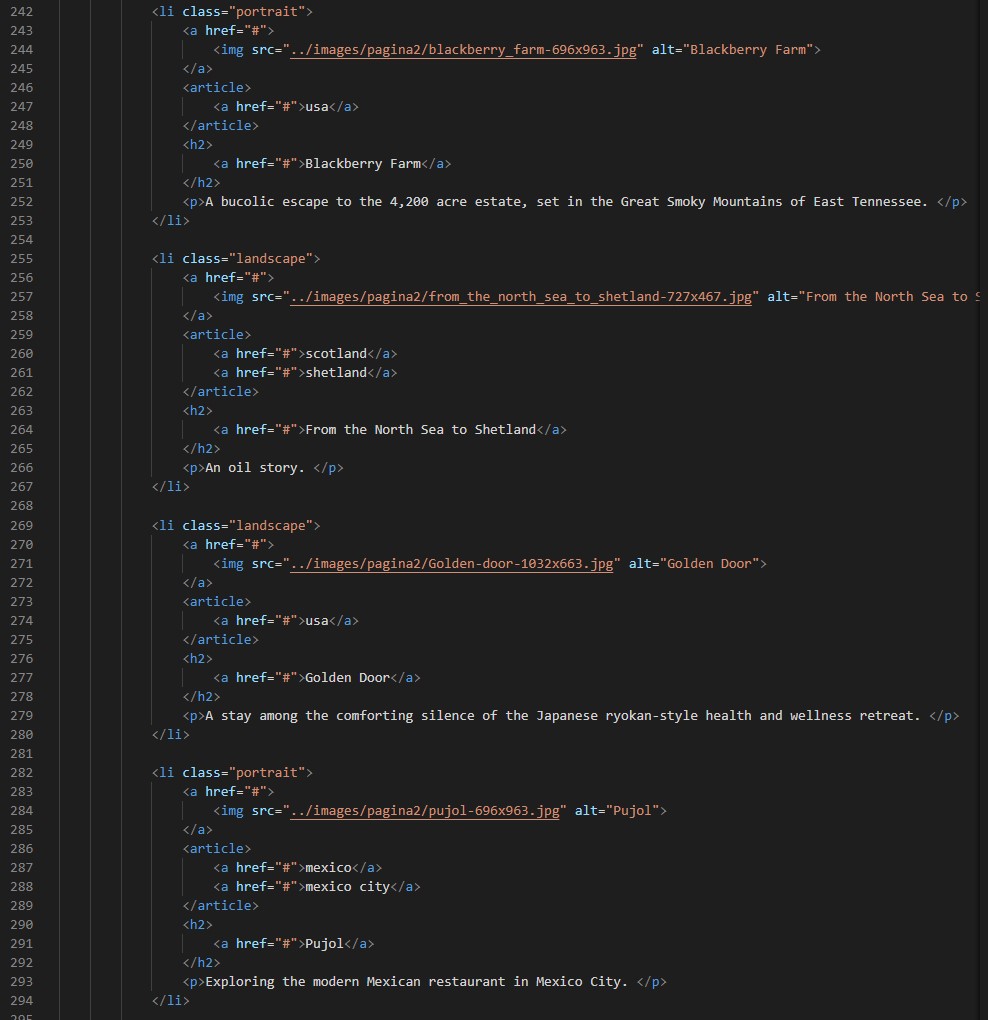 242 <li class="portrait">
243 <a href="#">
244 <img src="../images/pagina2/blackberry_farm-696x963.jpg" alt="Blackberry Farm">
245 </a>
246 <article>
247 <a href="#">usa</a>
248 </article>
249 <h2>
250 <a href="#">Blackberry Farm</a>
251 </h2>
252 <p>A bucolic escape to the 4,200 acre estate, set in the Great Smoky Mountains of East Tennessee. </p>
253 </li>
254
255 <li class="landscape">
256 <a href="#">
257 <img src="../images/pagina2/from_the_north_sea_to_shetland-727x467.jpg" alt="From the North Sea to S
258 </a>
259 <article>
260 <a href="#">scotland</a>
261 <a href="#">shetland</a>
262 </article>
263 <h2>
264 <a href="#">From the North Sea to Shetland</a>
265 </h2>
266 <p>An oil story. </p>
267 </li>
268
269 <li class="landscape">
270 <a href="#">
271 <img src="../images/pagina2/Golden-door-1032x663.jpg" alt="Golden Door">
272 </a>
273 <article>
274 <a href="#">usa</a>
275 </article>
276 <h2>
277 <a href="#">Golden Door</a>
278 </h2>
279 <p>A stay among the comforting silence of the Japanese ryokan-style health and wellness retreat. </p>
280 </li>
281
282 <li class="portrait">
283 <a href="#">
284 <img src="../images/pagina2/pujol-696x963.jpg" alt="Pujol">
285 </a>
286 <article>
287 <a href="#">mexico</a>
288 <a href="#">mexico city</a>
289 </article>
290 <h2>
291 <a href="#">Pujol</a>
292 </h2>
293 <p>Exploring the modern Mexican restaurant in Mexico City. </p>
294 </li>
295